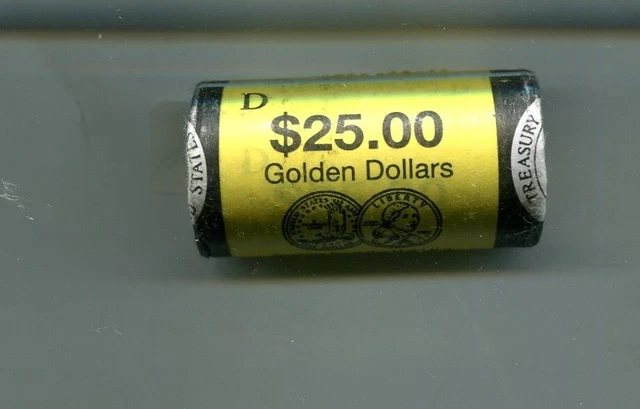 D
$25.00
Golden Dollars
LIBERTY
TREASURY
STATE